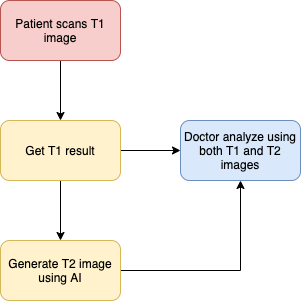 Patient scans T1
image
Get T1 result
Doctor analyze using
both T1 and T2
images
Generate T2 image
using AI